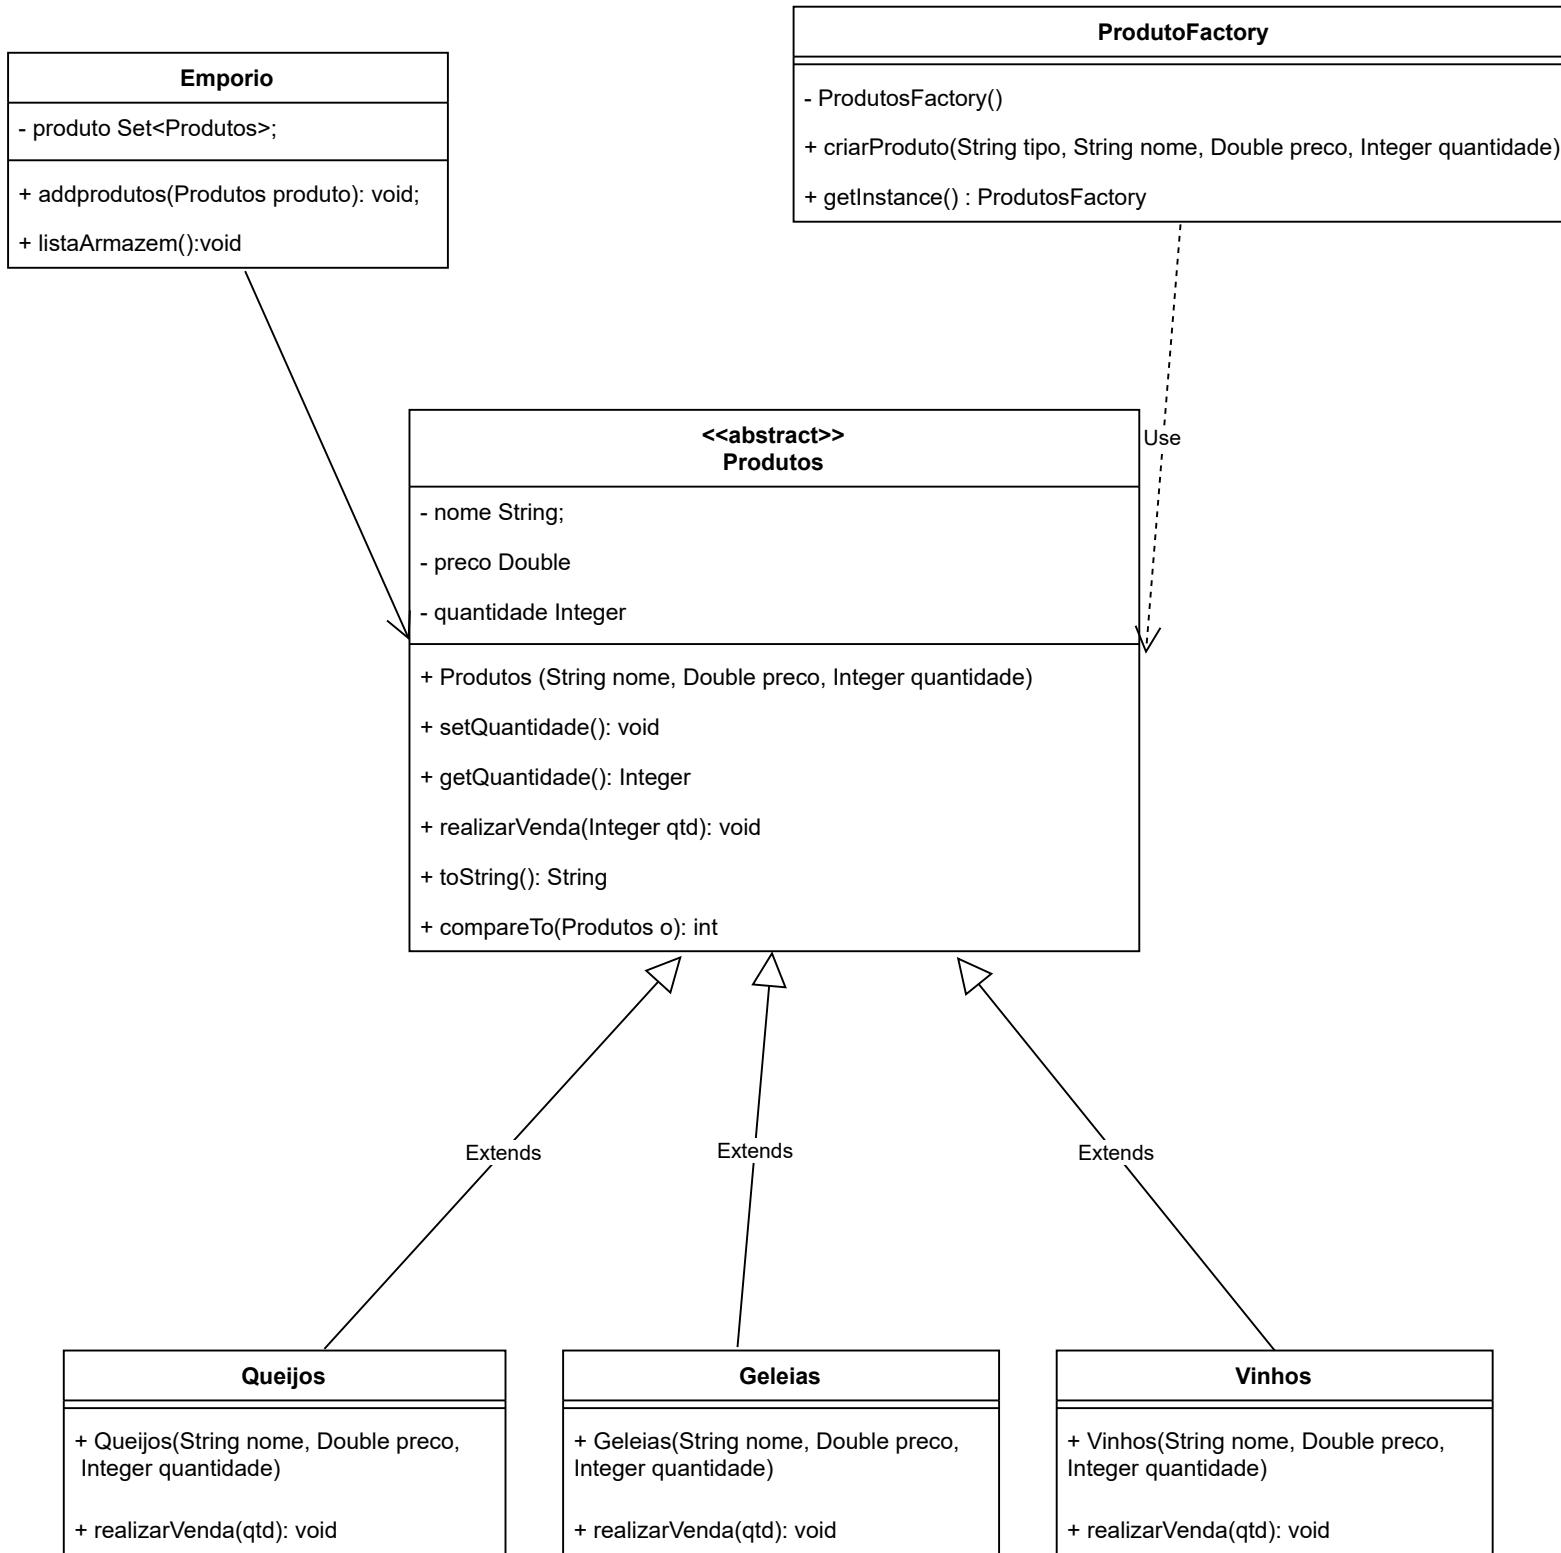 ProdutoFactory
- ProdutosFactory()
+ criarProduto(String tipo, String nome, Double preco, Integer quantidade)
+ getInstance() : ProdutosFactory
Emporio
- produto Set<Produtos>;
+ addprodutos(Produtos produto): void;
+ listaArmazem():void
Use
<<abstract>>
Produtos
- nome String;
- preco Double
- quantidade Integer
+ Produtos (String nome, Double preco, Integer quantidade)
+ setQuantidade(): void
+ getQuantidade(): Integer
+ realizarVenda(Integer qtd): void
+ toString(): String
+ compareTo(Produtos o): int
Extends
Extends
Extends
Queijos
+ Queijos(String nome, Double preco,
Integer quantidade)
+ realizarVenda(qtd): void
Geleias
+ Geleias(String nome, Double preco,
Integer quantidade)
+ realizarVenda(qtd): void
Vinhos
+ Vinhos(String nome, Double preco,
Integer quantidade)
+ realizarVenda(qtd): void